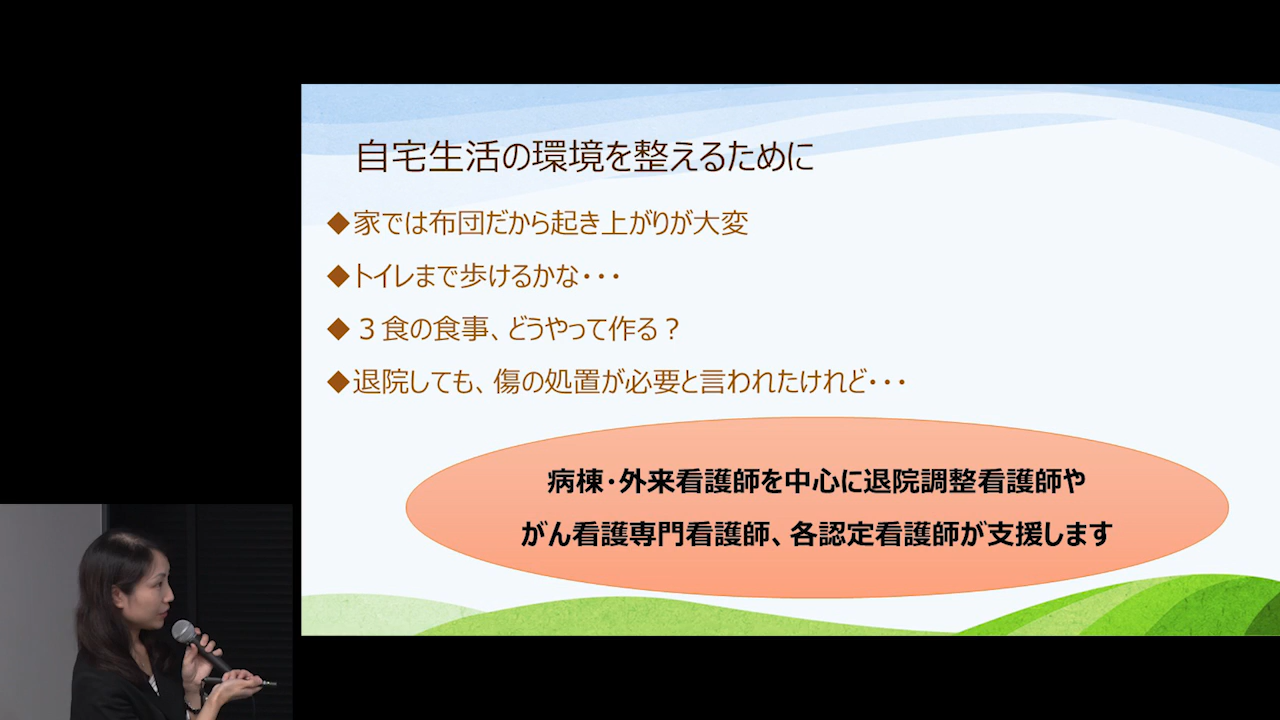 自宅生活の環境を整えるために
◆家では布団だから起き上がりが大変
◆トイレまで歩けるかな・・・
◆３食の食事、どうやって作る？
◆退院しても、傷の処置が必要と言われたけれど・・・
病棟・外来看護師を中心に退院調整看護師や
がん看護専門看護師、各認定看護師が支援します